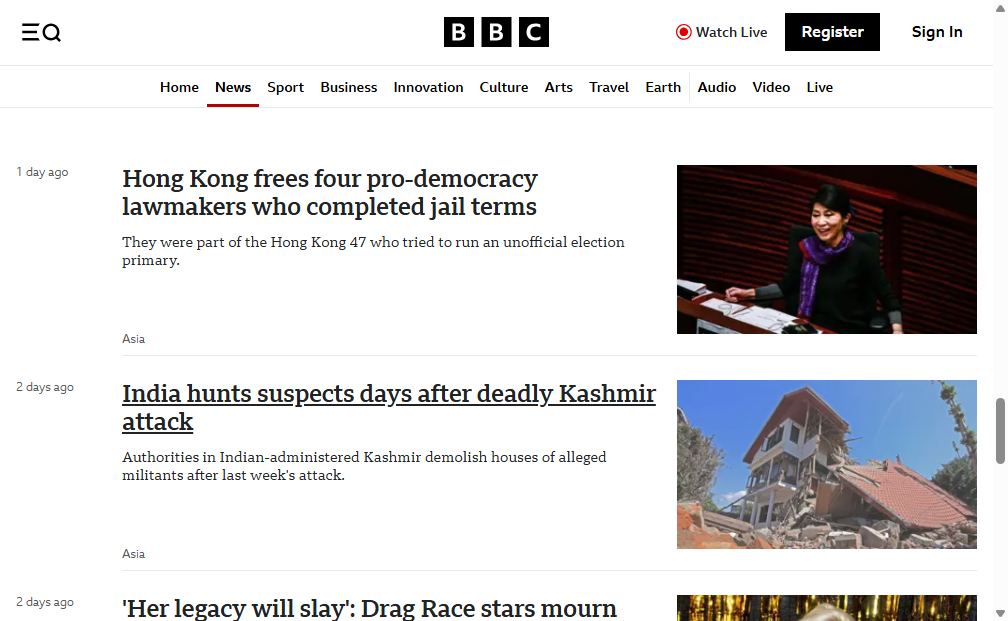 BBC
Watch Live
Register
Sign In
Home
News
Sport
Business
Innovation
Culture
Arts
Travel
Earth
Audio
Video
Live
1 day ago
Hong Kong frees four pro-democracy
lawmakers who completed jail terms
They were part of the Hong Kong 47 who tried to run an unofficial election
primary.
Asia
2 days ago
India hunts suspects days after deadly Kashmir
attack
Authorities in Indian-administered Kashmir demolish houses of alleged
militants after last week's attack.
Asia
2 days ago
'Her legacy will slay': Drag Race stars mourn